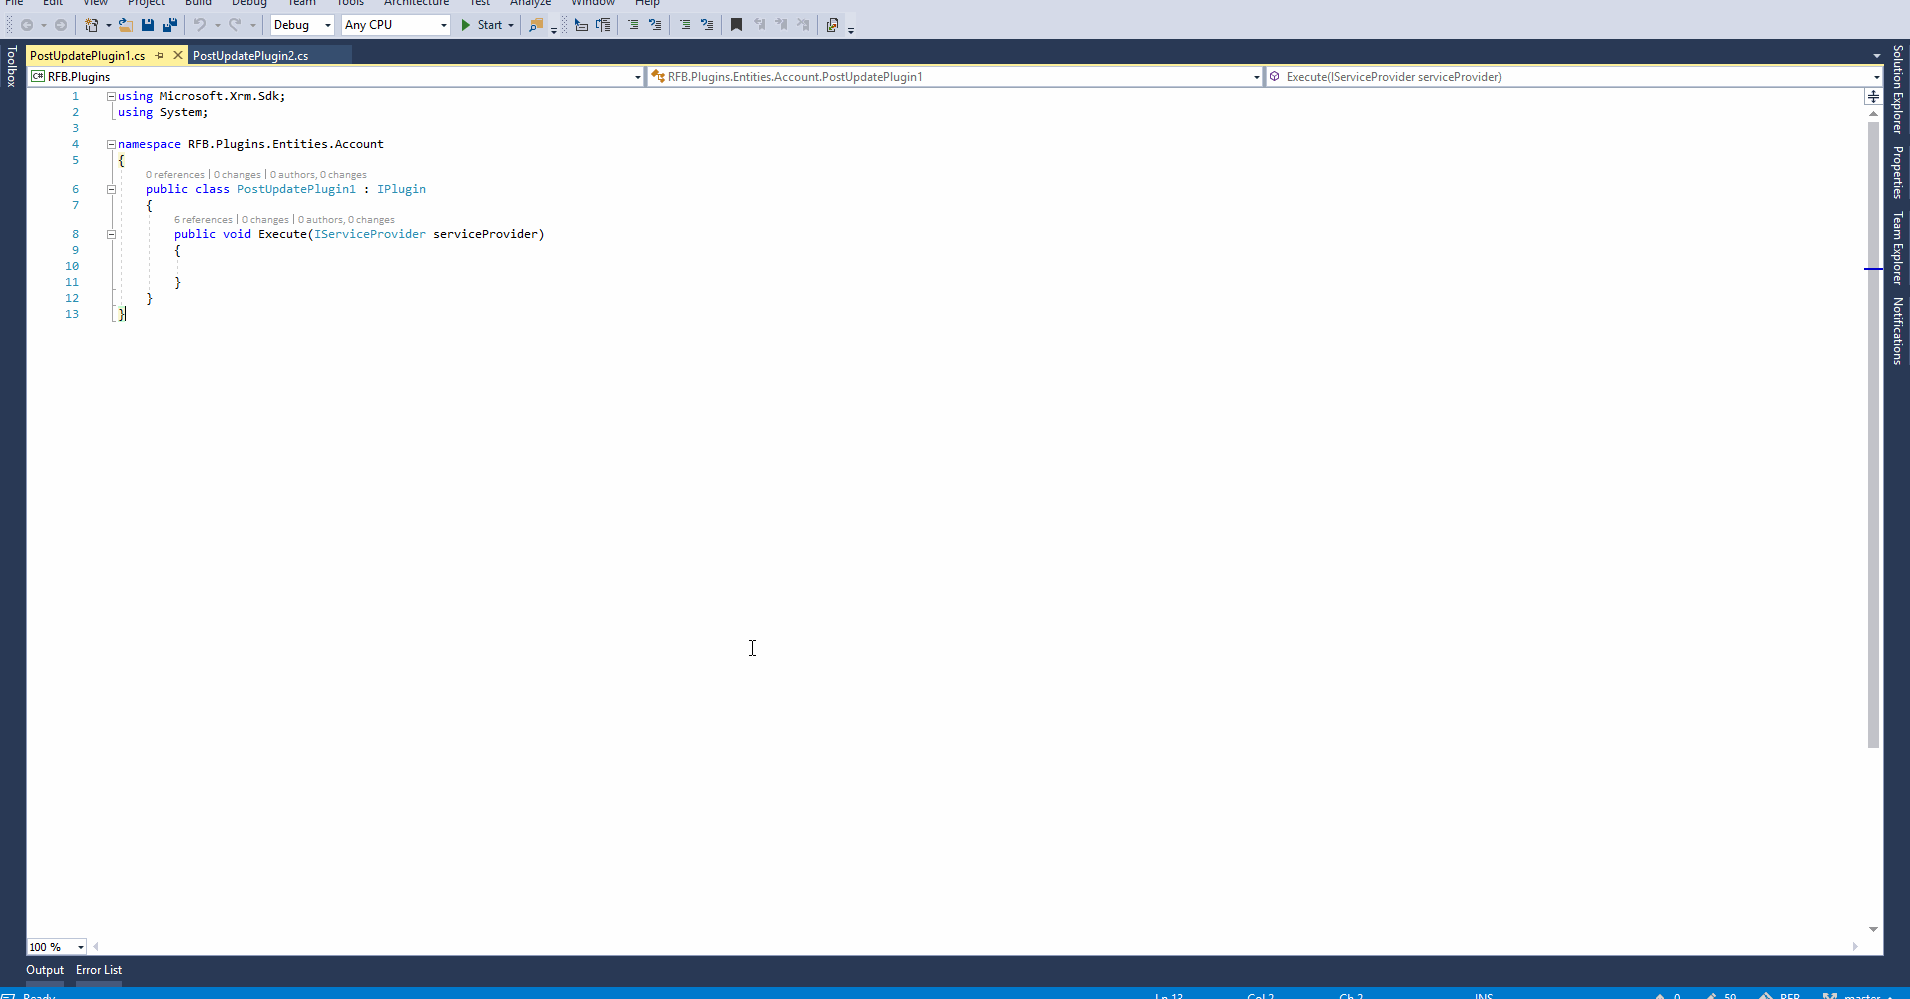 File Edit View Project Build Debug Team Tools Architecture Test Analyze Window Help
Debug Any CPU Start
PostUpdatePlugin1.cs PostUpdatePlugin2.cs
C# RFB.Plugins RFB.Plugins.Entities.Account.PostUpdatePlugin1 Execute(IServiceProvider serviceProvider)
1 using Microsoft.Xrm.Sdk;
2 using System;
3
4 namespace RFB.Plugins.Entities.Account
5 {
0 references | 0 changes | 0 authors, 0 changes
6 public class PostUpdatePlugin1 : IPlugin
7 {
6 references | 0 changes | 0 authors, 0 changes
8 public void Execute(IServiceProvider serviceProvider)
9 {
10
11 }
12 }
13 }
Toolbox
Solution Explorer
Properties
Team Explorer
Notifications
100 %
Output Error List
Ready Ln 13 Col 2 Ch 2 INS 0 59 RFB master